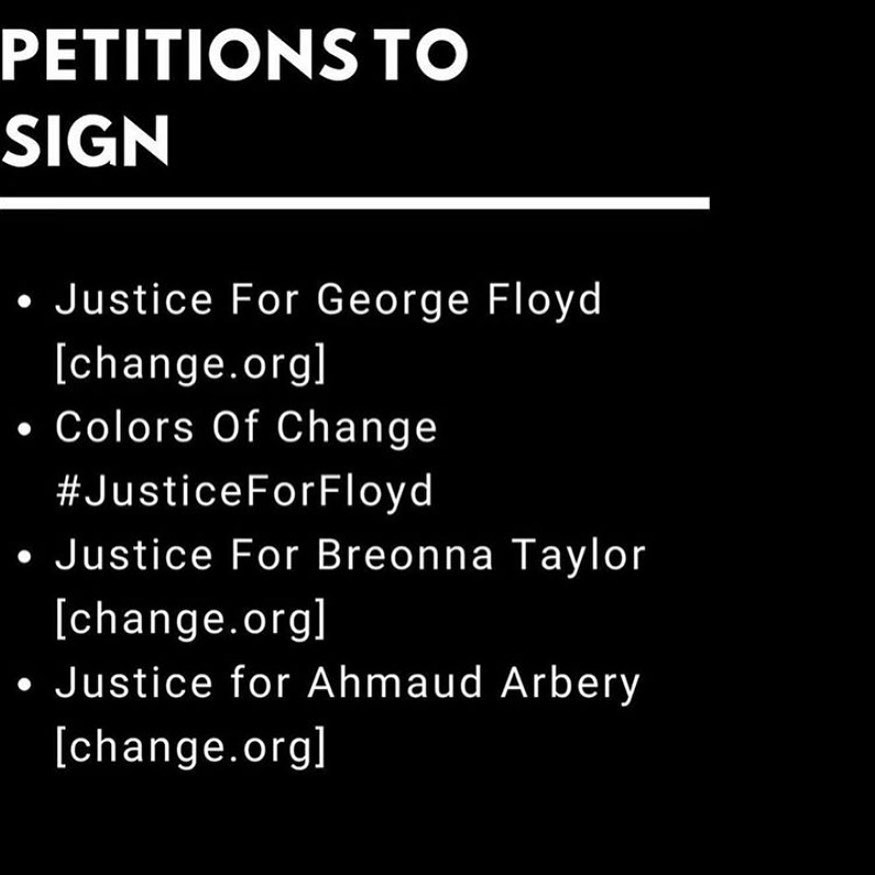 PETITIONS TO
SIGN
• Justice For George Floyd
[change.org]
• Colors Of Change
#JusticeForFloyd
• Justice For Breonna Taylor
[change.org]
• Justice for Ahmaud Arbery
[change.org]